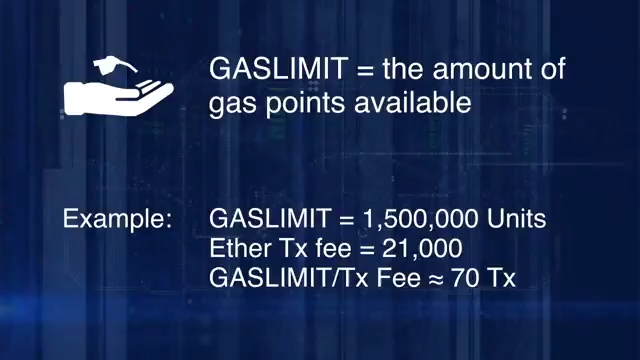 GASLIMIT = the amount of
gas points available
Example: GASLIMIT = 1,500,000 Units
Ether Tx fee = 21,000
GASLIMIT/Tx Fee ≈ 70 Tx